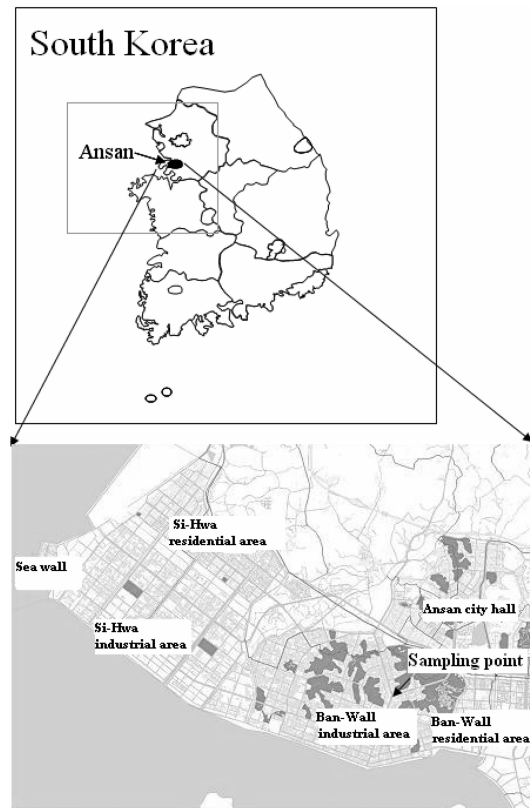 South Korea
Ansan
Si-Hwa
residential area
Sea wall
Ansan city hall
Si-Hwa
industrial area
Sampling point
Ban-Wall
industrial area
Ban-Wall
residential area